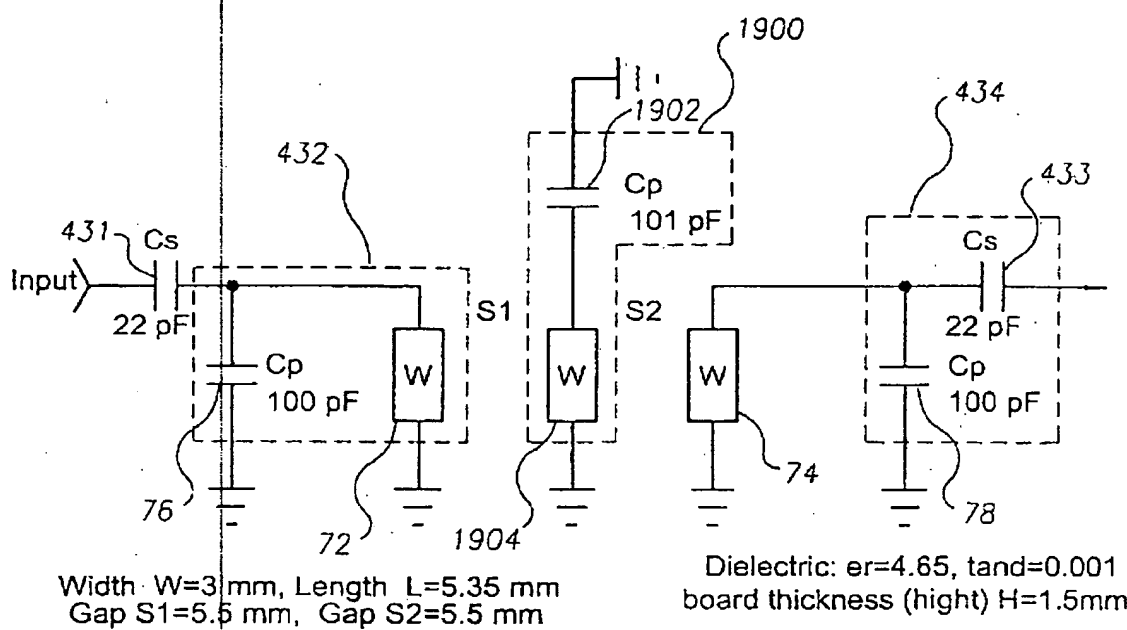 1900
1902
434
432
433
431
Cs
Cp
101 pF
Cs
Input
22 pF
S1
S2
22 pF
Cp
100 pF
W
W
W
Cp
100 pF
76
72
1904
74
78
Width W=3 mm, Length L=5.35 mm
Gap S1=5.5 mm, Gap S2=5.5 mm
Dielectric: er=4.65, tand=0.001
board thickness (hight) H=1.5mm